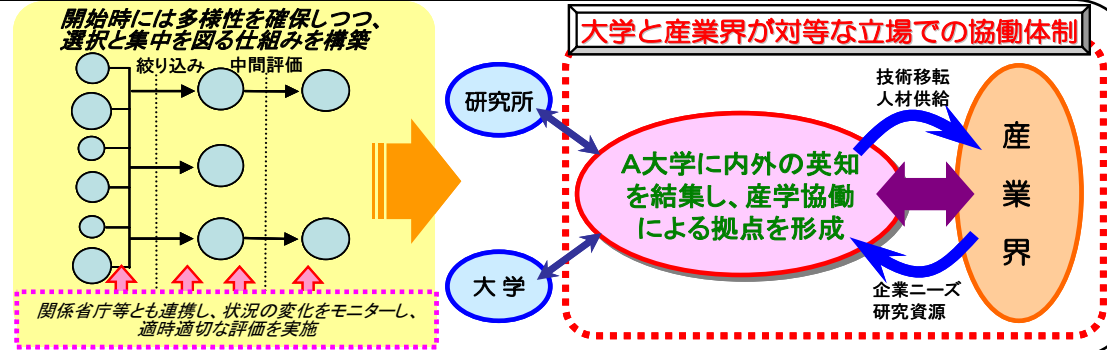 開始時には多様性を確保しつつ、
選択と集中を図る仕組みを構築
絞り込み 中間評価
関係省庁等とも連携し、状況の変化をモニターし、
適時適切な評価を実施
大学と産業界が対等な立場での協働体制
研究所
大学
A大学に内外の英知
を結集し、産学協働
による拠点を形成
技術移転
人材供給
産
業
界
企業ニーズ
研究資源